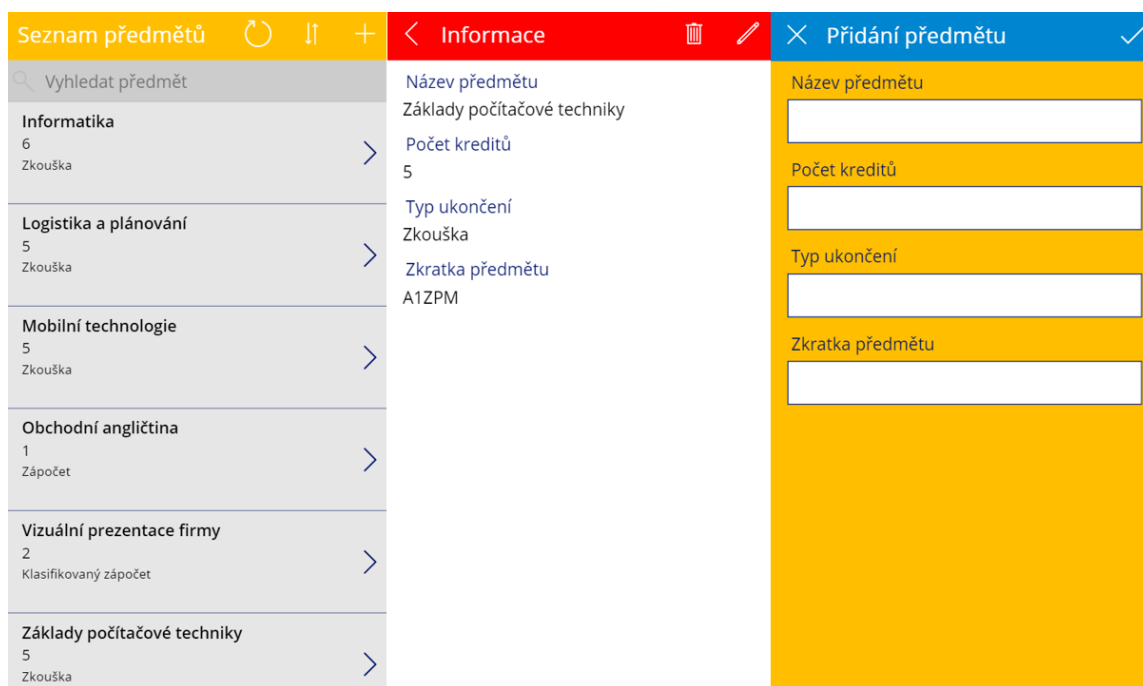 Seznam předmětů
Vyhledat předmět
Informatika
6
Zkouška
Logistika a plánování
5
Zkouška
Mobilní technologie
5
Zkouška
Obchodní angličtina
1
Zápočet
Vizuální prezentace firmy
2
Klasifikovaný zápočet
Základy počítačové techniky
5
Zkouška
Informace
Název předmětu
Základy počítačové techniky
Počet kreditů
5
Typ ukončení
Zkouška
Zkratka předmětu
A1ZPM
Přidání předmětu
Název předmětu
Počet kreditů
Typ ukončení
Zkratka předmětu